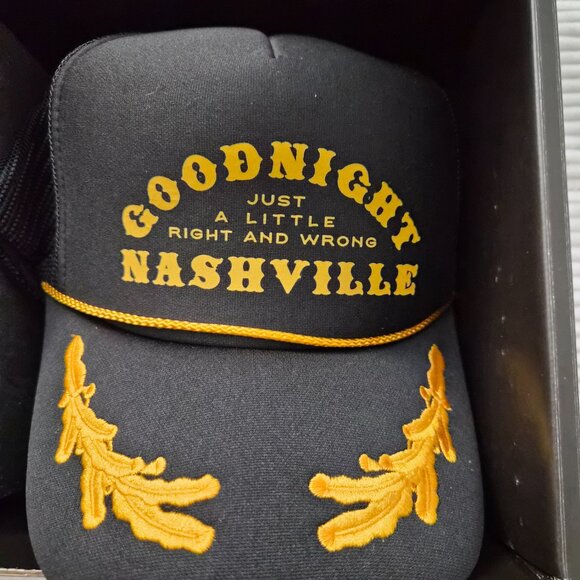 GOODNIGHT
JUST
A LITTLE
RIGHT AND WRONG
NASHVILLE